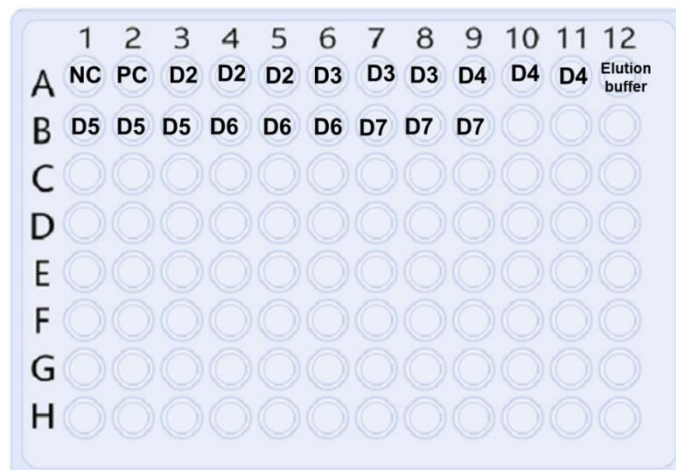 1 2 3 4 5 6 7 8 9 10 11 12
A NC PC D2 D2 D2 D3 D3 D3 D4 D4 D4 Elution
buffer
B D5 D5 D5 D6 D6 D6 D7 D7 D7
C
D
E
F
G
H